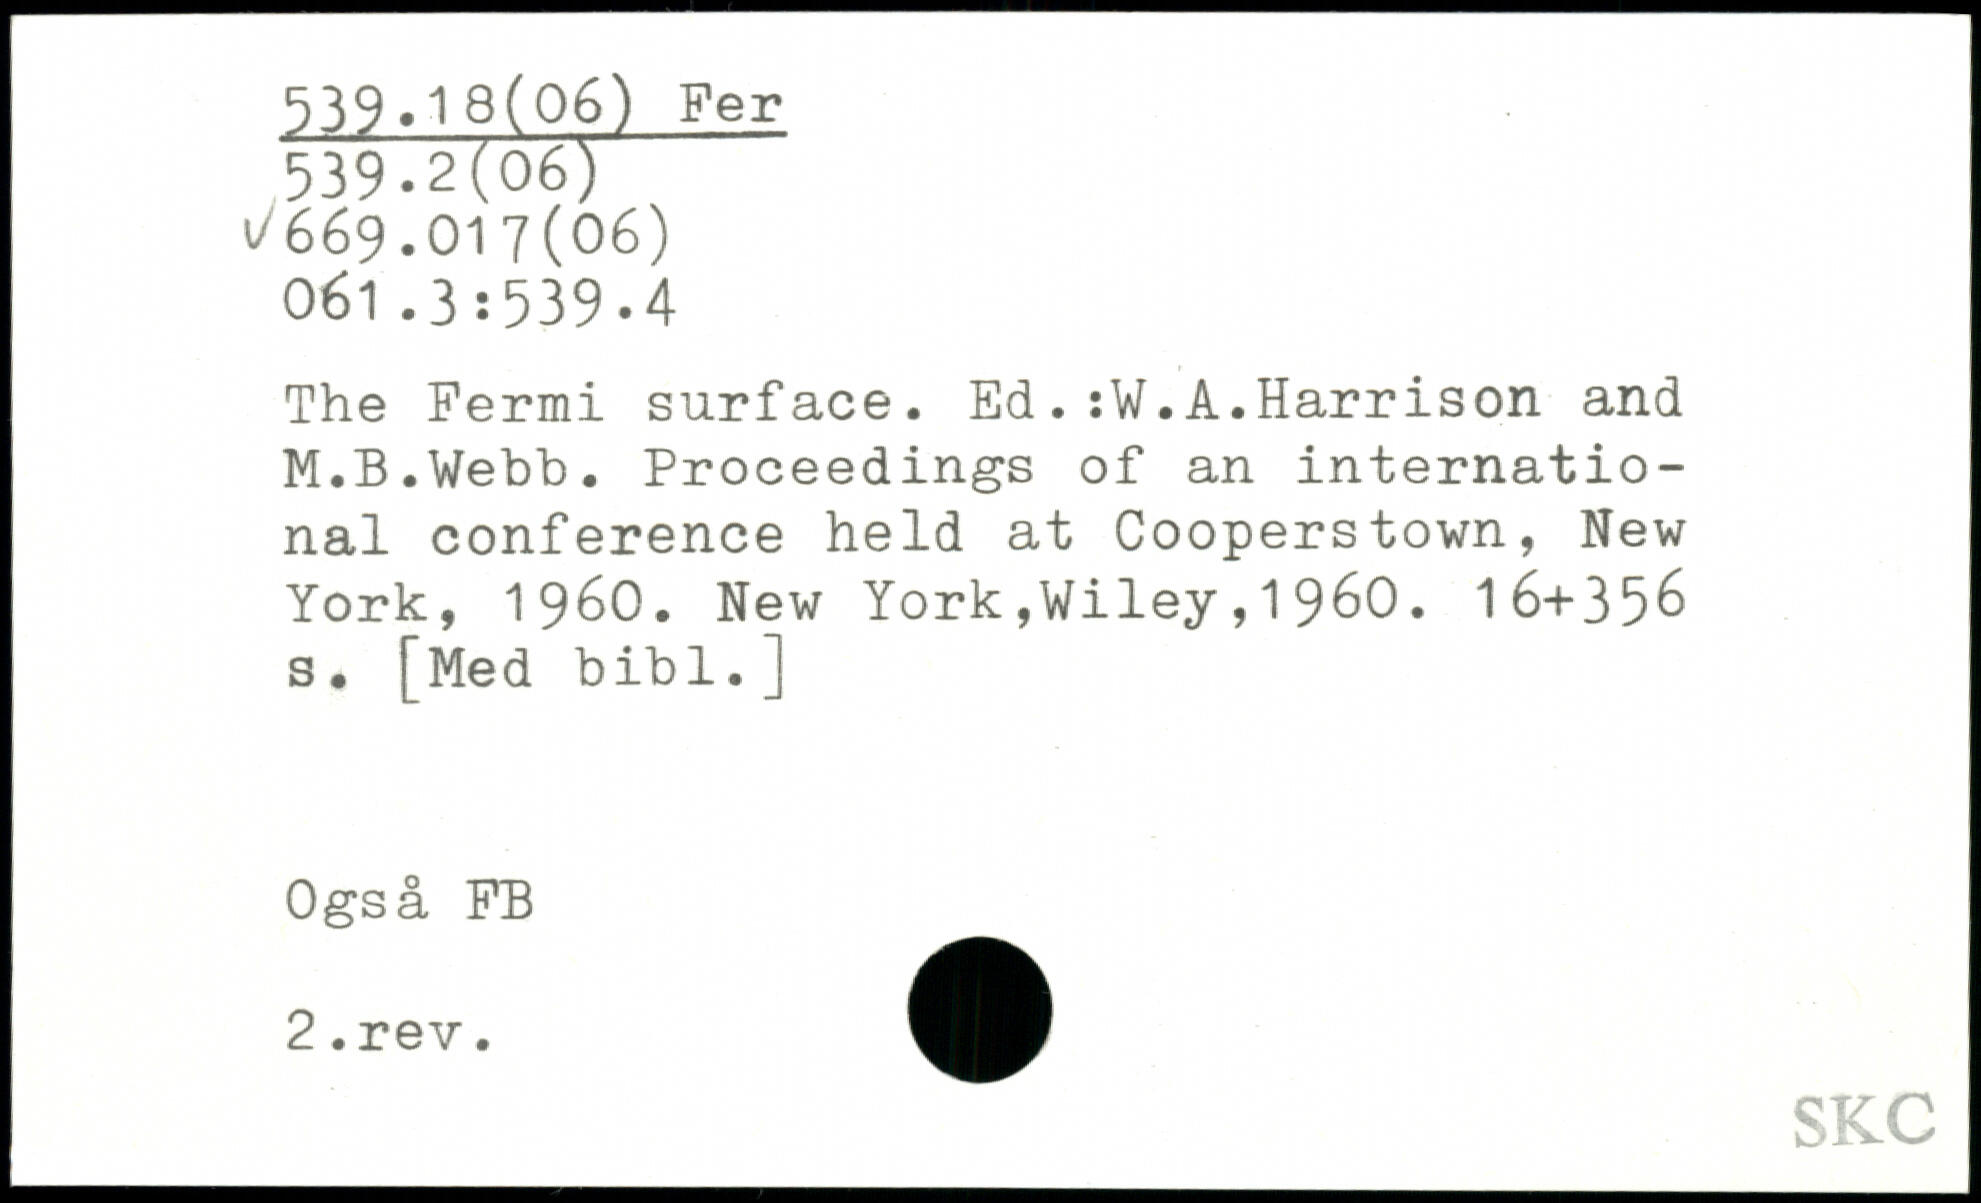 539.18(06) Fer
539.2(06)
✓669.017(06)
061.3:539.4
The Fermi surface. Ed.:W.A.Harrison and
M.B.Webb. Proceedings of an internatio-
nal conference held at Cooperstown, New
York, 1960. New York,Wiley,1960. 16+356
s. [Med bibl.]
Også FB
2.rev.
SKC